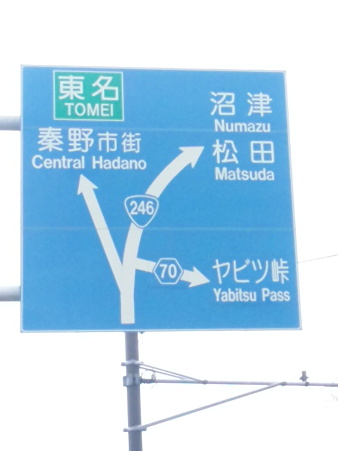 東名
TOMEI
秦野市街
Central Hadano
沼津
Numazu
松田
Matsuda
246
70
ヤビツ峠
Yabitsu Pass